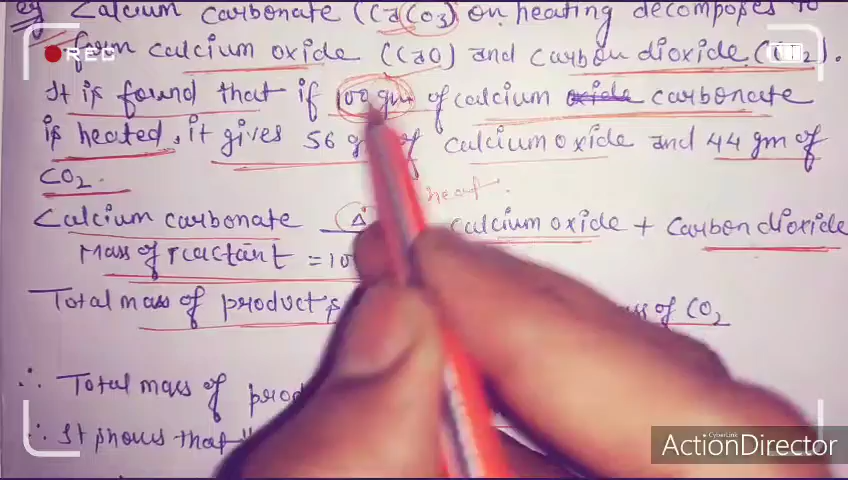 eg Calcium carbonate (CaCO3) on heating decomposes to
form calcium oxide (CaO) and carbon dioxide (CO2).
It is found that if 100 gm of calcium oxide carbonate
is heated, it gives 56 of calcium oxide and 44 gm of
CO2.
heat
Calcium carbonate Δ calcium oxide + Carbon dioxide
Mass of reactant = 10
Total mass of product's of CO2
∴ Total mass of
∴ It shows that
REC
CyberLink
ActionDirector